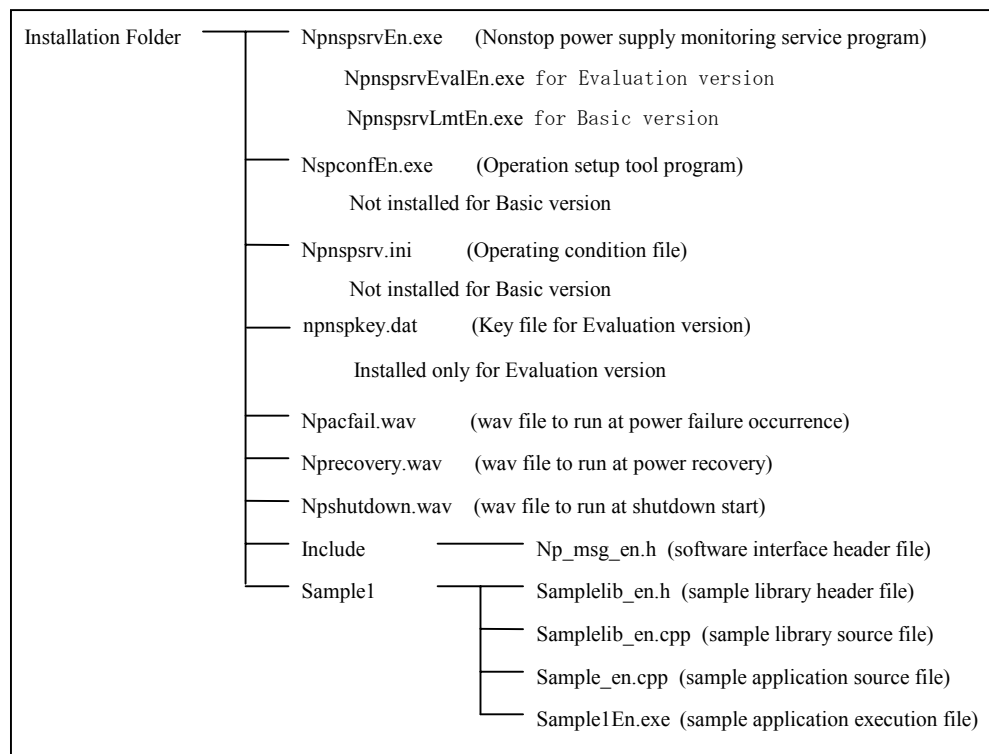 Installation Folder
NpnspsrvEn.exe (Nonstop power supply monitoring service program)
NpnspsrvEvalEn.exe for Evaluation version
NpnspsrvLmtEn.exe for Basic version
NspconfEn.exe (Operation setup tool program)
Not installed for Basic version
Npnspsrv.ini (Operating condition file)
Not installed for Basic version
npnspkey.dat (Key file for Evaluation version)
Installed only for Evaluation version
Npacfail.wav (wav file to run at power failure occurrence)
Nprecovery.wav (wav file to run at power recovery)
Npshutdown.wav (wav file to run at shutdown start)
Include Np_msg_en.h (software interface header file)
Sample1 Samplelib_en.h (sample library header file)
Samplelib_en.cpp (sample library source file)
Sample_en.cpp (sample application source file)
Sample1En.exe (sample application execution file)